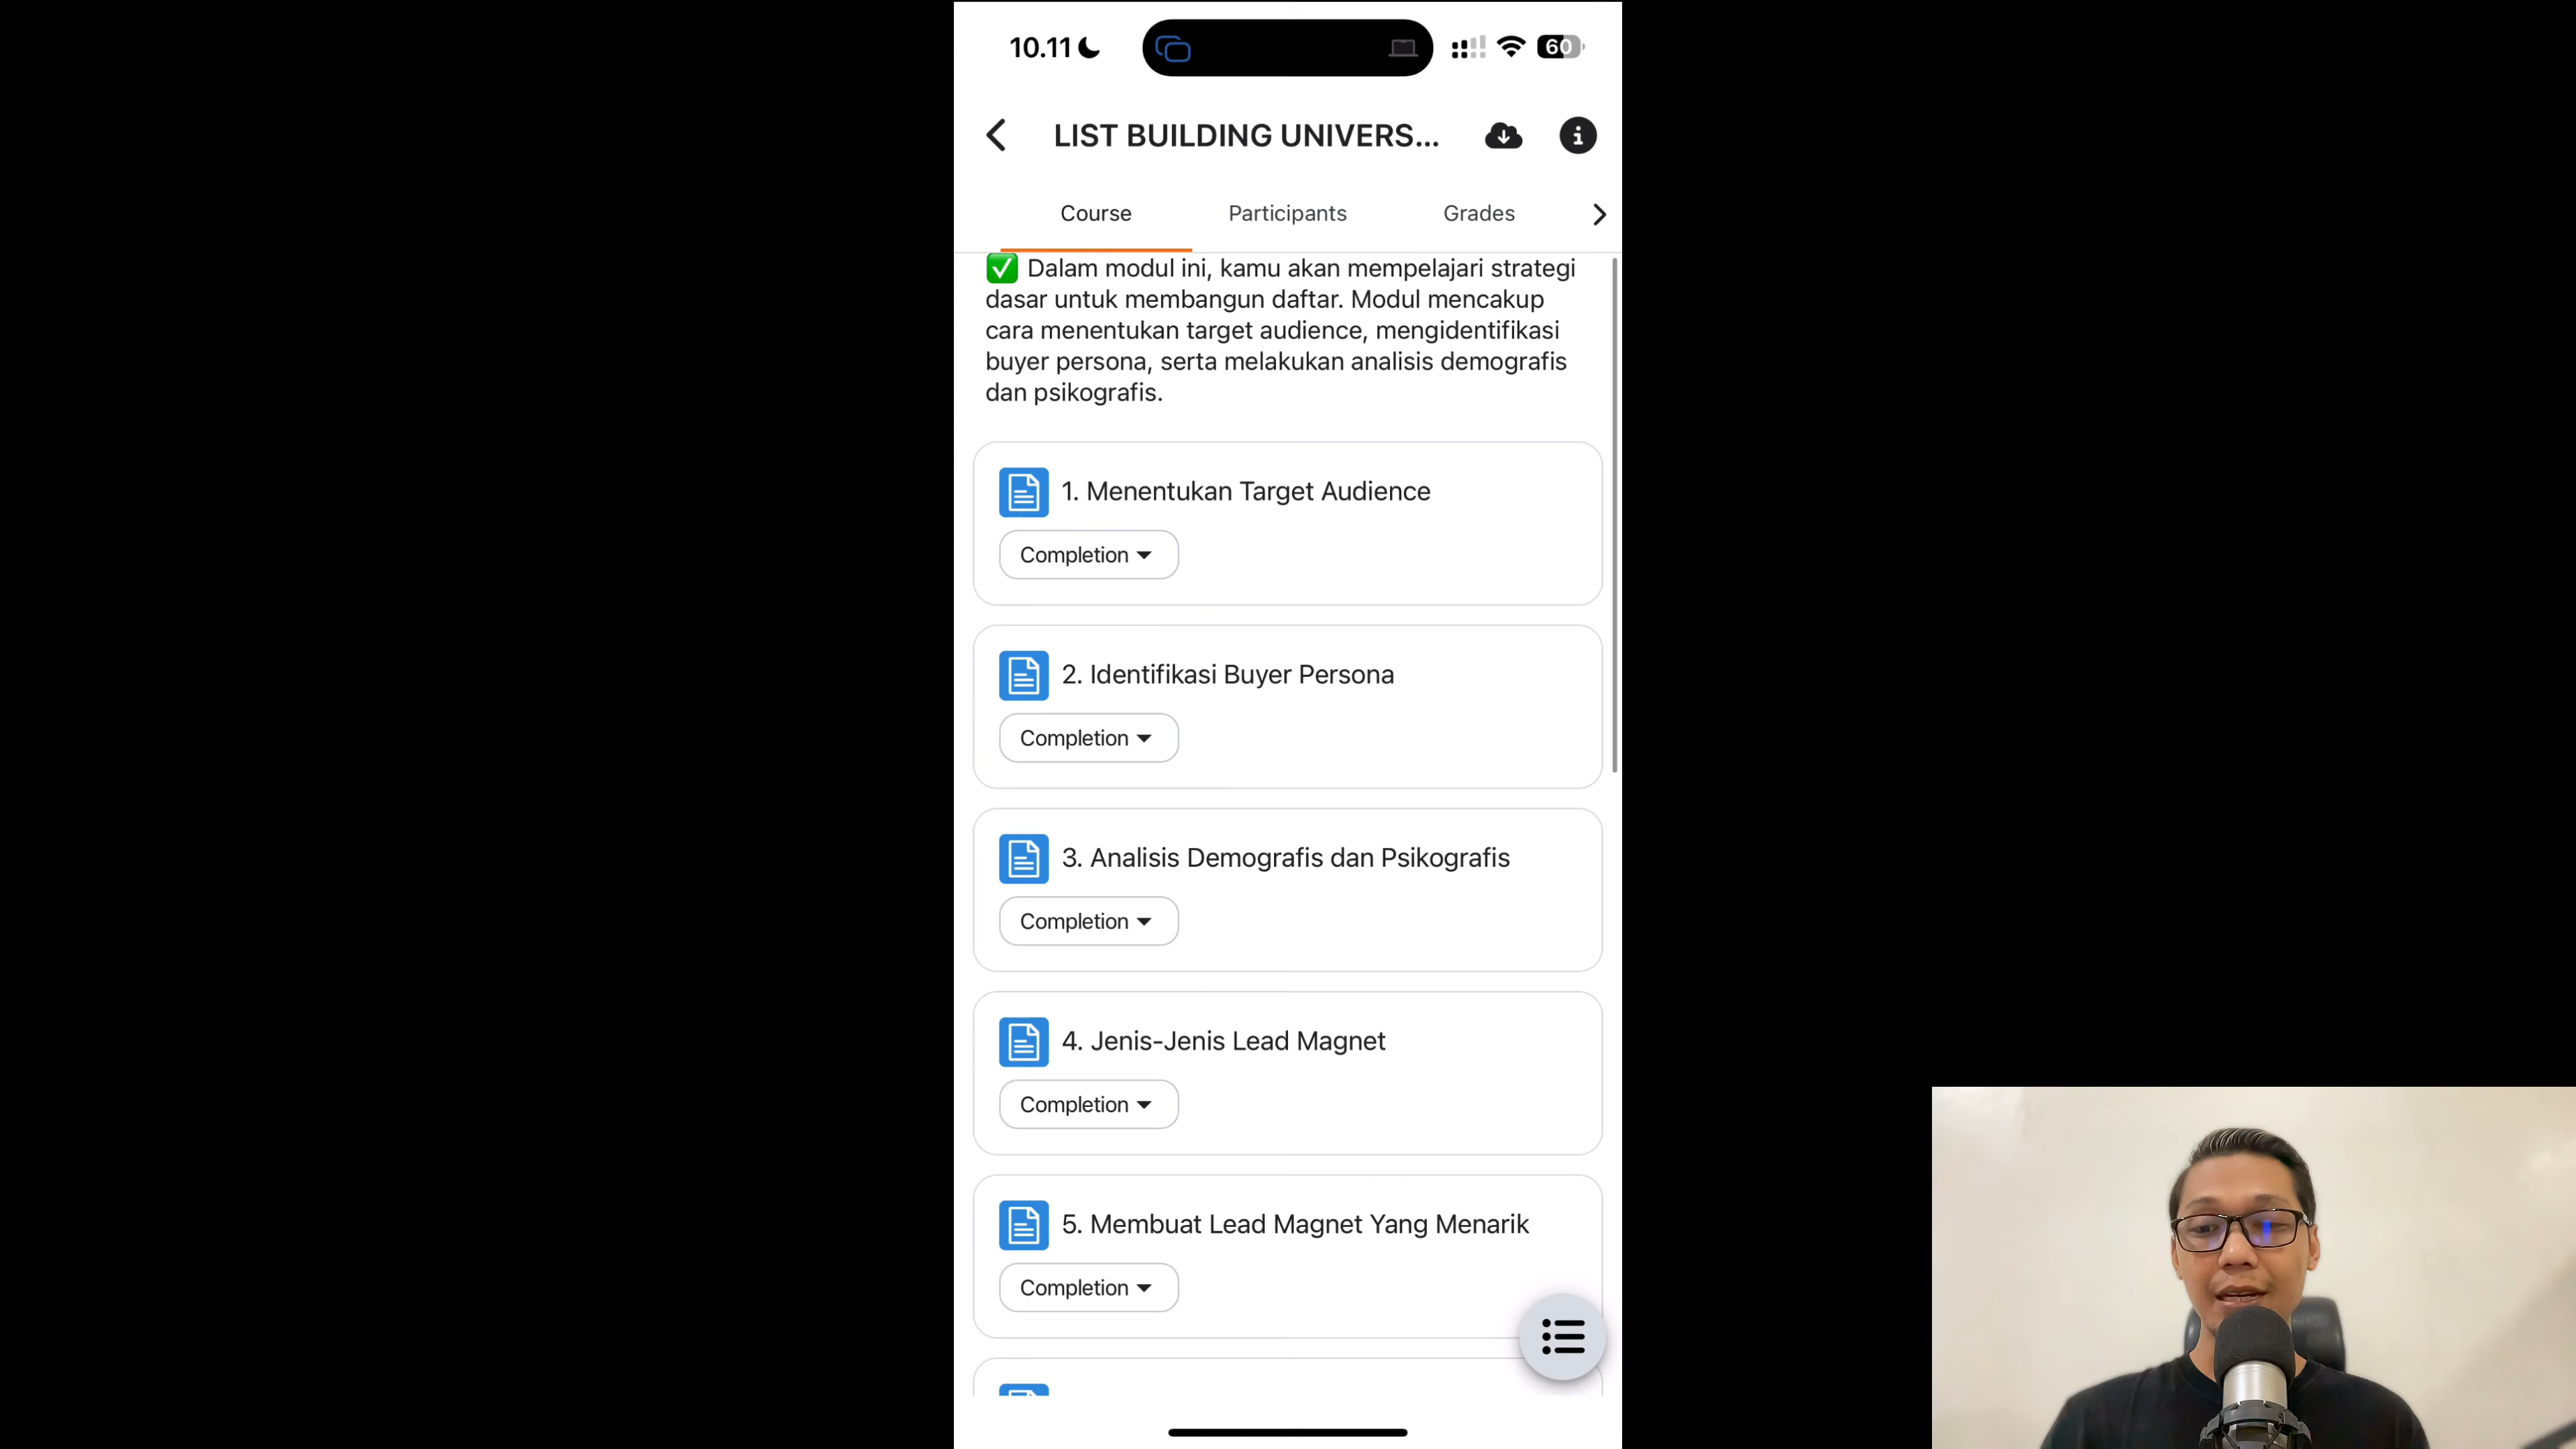 10.11
60
LIST BUILDING UNIVERS...
Course
Participants
Grades
✅ Dalam modul ini, kamu akan mempelajari strategi
dasar untuk membangun daftar. Modul mencakup
cara menentukan target audience, mengidentifikasi
buyer persona, serta melakukan analisis demografis
dan psikografis.
1. Menentukan Target Audience
Completion
2. Identifikasi Buyer Persona
Completion
3. Analisis Demografis dan Psikografis
Completion
4. Jenis-Jenis Lead Magnet
Completion
5. Membuat Lead Magnet Yang Menarik
Completion